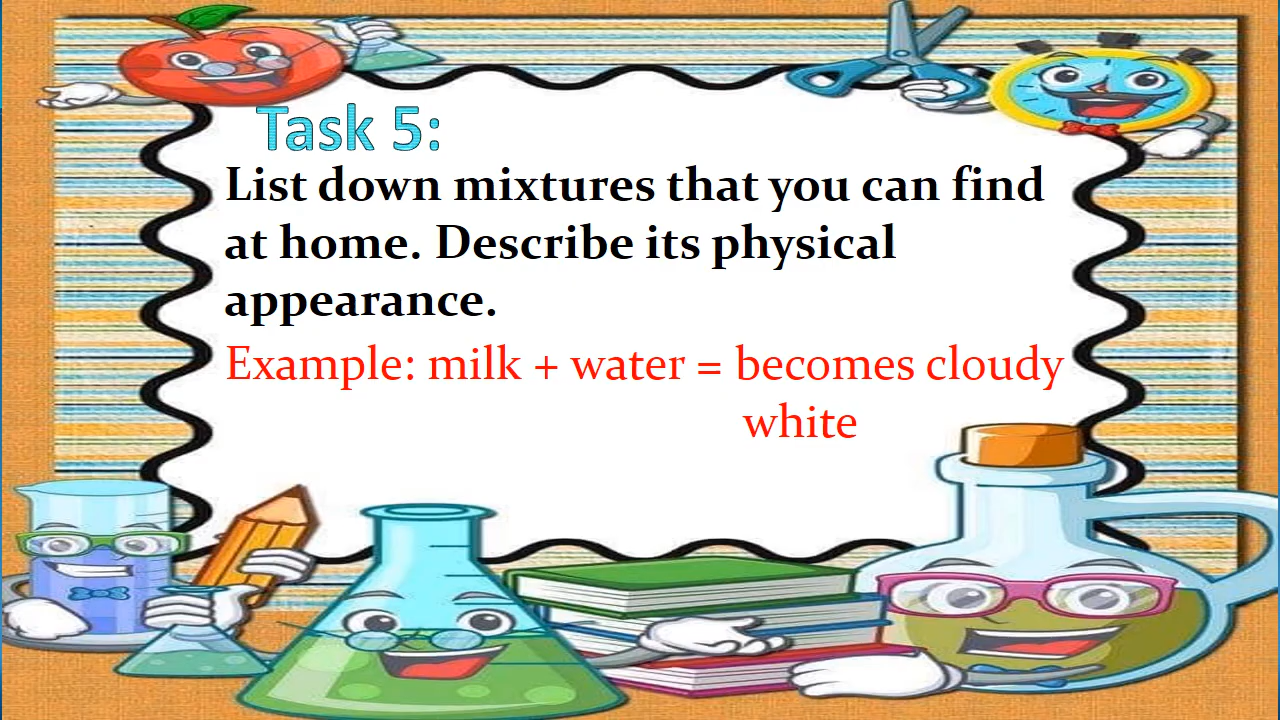 Task 5:
List down mixtures that you can find
at home. Describe its physical
appearance.
Example: milk + water = becomes cloudy
white